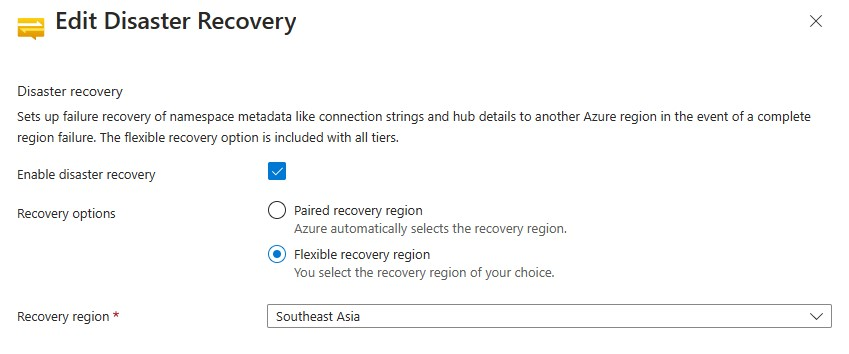 Edit Disaster Recovery
Disaster recovery
Sets up failure recovery of namespace metadata like connection strings and hub details to another Azure region in the event of a complete
region failure. The flexible recovery option is included with all tiers.
Enable disaster recovery
Recovery options
Paired recovery region
Azure automatically selects the recovery region.
Flexible recovery region
You select the recovery region of your choice.
Recovery region *
Southeast Asia